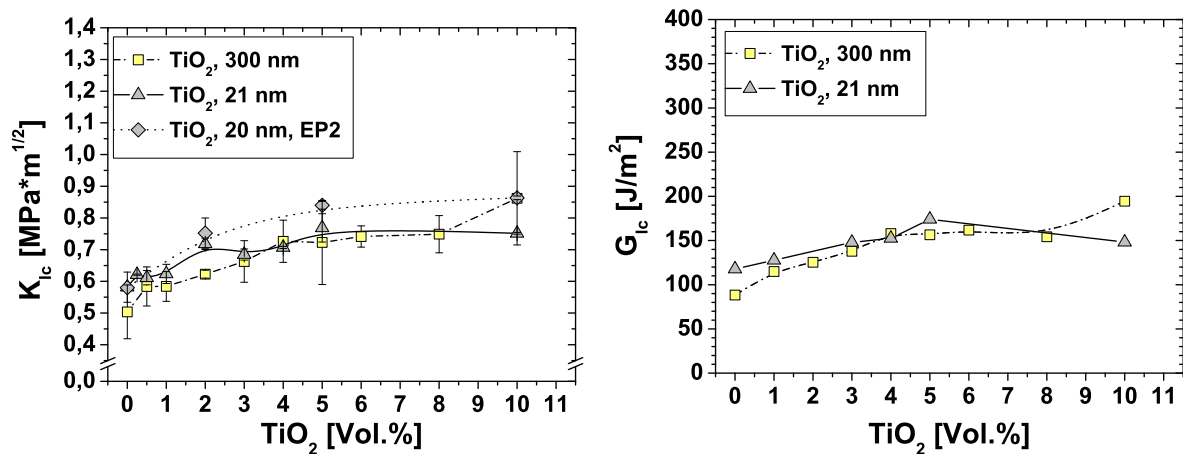 K_Ic [MPa*m^1/2]
1,4
1,3
1,2
1,1
1,0
0,9
0,8
0,7
0,6
0,5
0,4
0,0
TiO₂, 300 nm
TiO₂, 21 nm
TiO₂, 20 nm, EP2
0 1 2 3 4 5 6 7 8 9 10 11
TiO₂ [Vol.%]
G_Ic [J/m²]
400
350
300
250
200
150
100
50
0
TiO₂, 300 nm
TiO₂, 21 nm
0 1 2 3 4 5 6 7 8 9 10 11
TiO₂ [Vol.%]